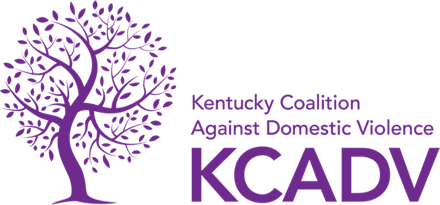 Kentucky Coalition
Against Domestic Violence
KCADV